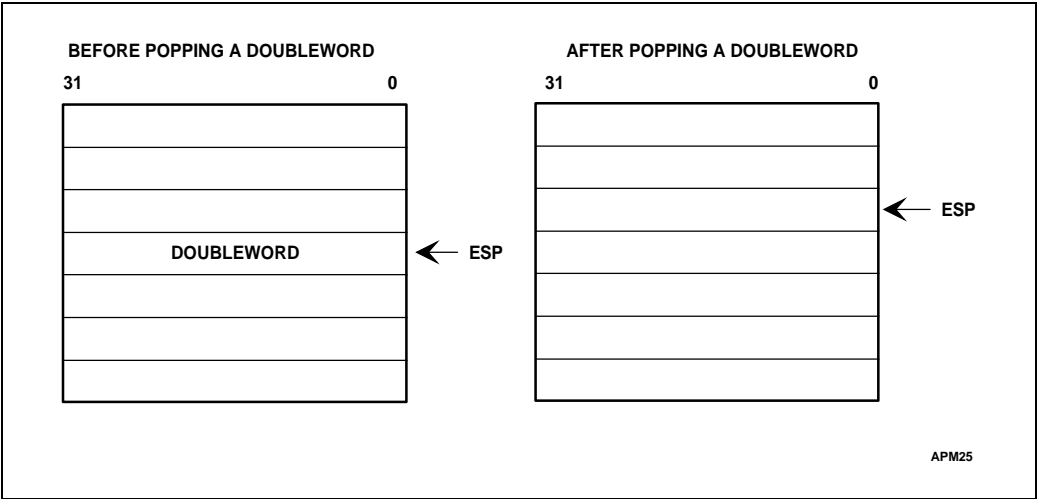 BEFORE POPPING A DOUBLEWORD
31 0
DOUBLEWORD
ESP
AFTER POPPING A DOUBLEWORD
31 0
ESP
APM25